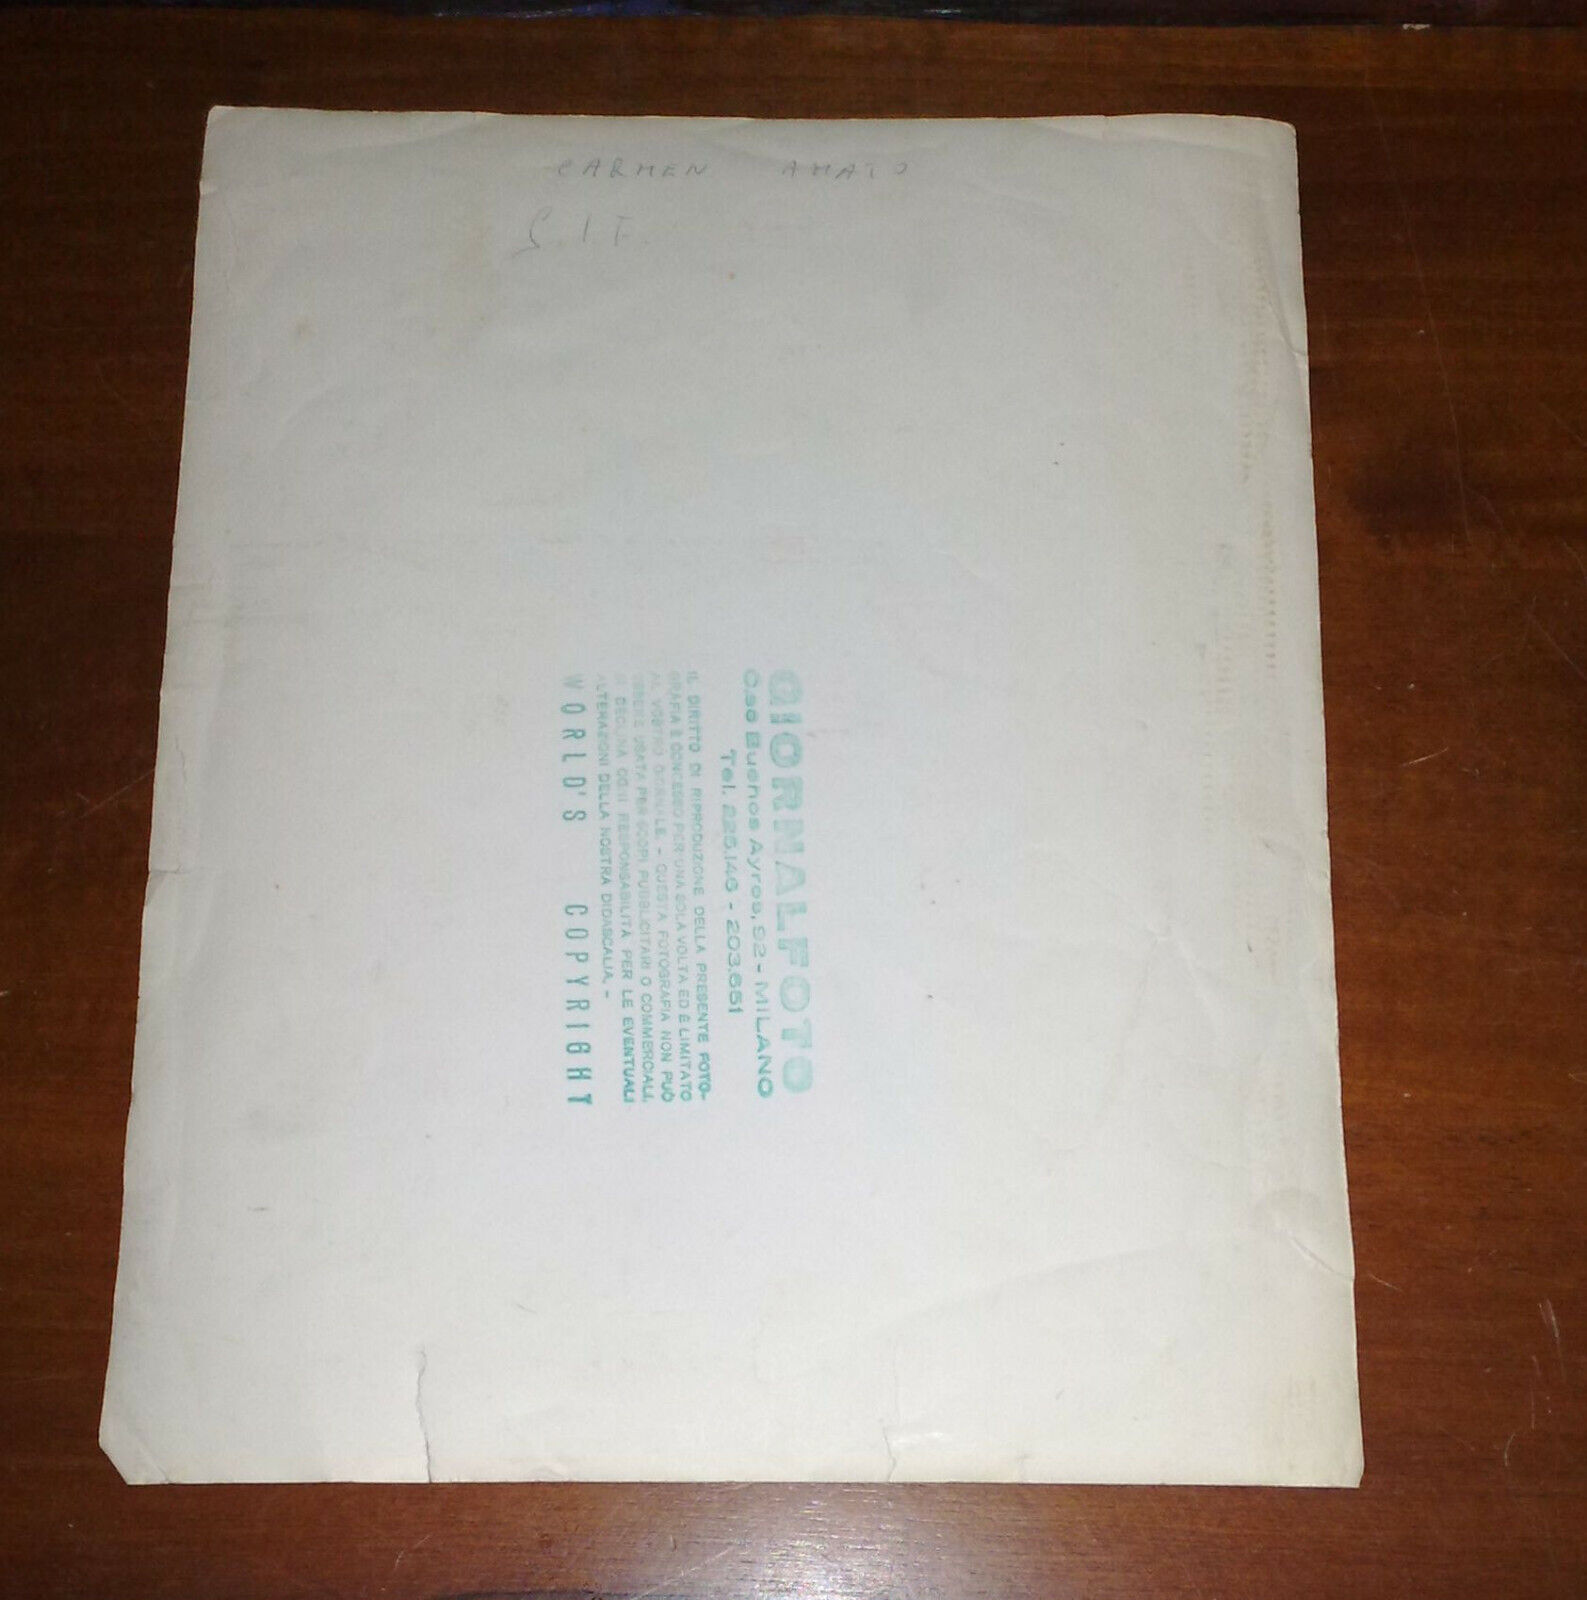 CARMEN AMATO
S.I.F.
GIORNALFOTO
C.so Buenos Ayros, 92 - MILANO
Tel. 225.146 - 203.651
IL DIRITTO DI RIPRODUZIONE DELLA PRESENTE FOTO-
GRAFIA È CONCESSO PER UNA SOLA VOLTA ED È LIMITATO
AL VOSTRO GIORNALE. - QUESTA FOTOGRAFIA NON PUÒ
ESSERE USATA PER SCOPI PUBBLICITARI O COMMERCIALI.
SI DECLINA OGNI RESPONSABILITÀ PER LE EVENTUALI
ALTERAZIONI DELLA NOSTRA DIDASCALIA. -
WORLD'S COPYRIGHT